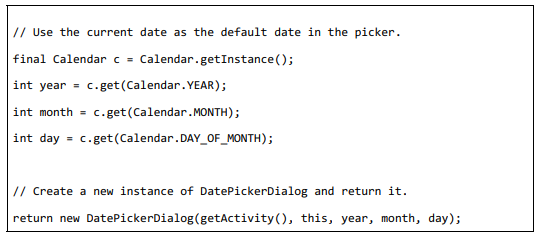 // Use the current date as the default date in the picker.
final Calendar c = Calendar.getInstance();
int year = c.get(Calendar.YEAR);
int month = c.get(Calendar.MONTH);
int day = c.get(Calendar.DAY_OF_MONTH);
// Create a new instance of DatePickerDialog and return it.
return new DatePickerDialog(getActivity(), this, year, month, day);